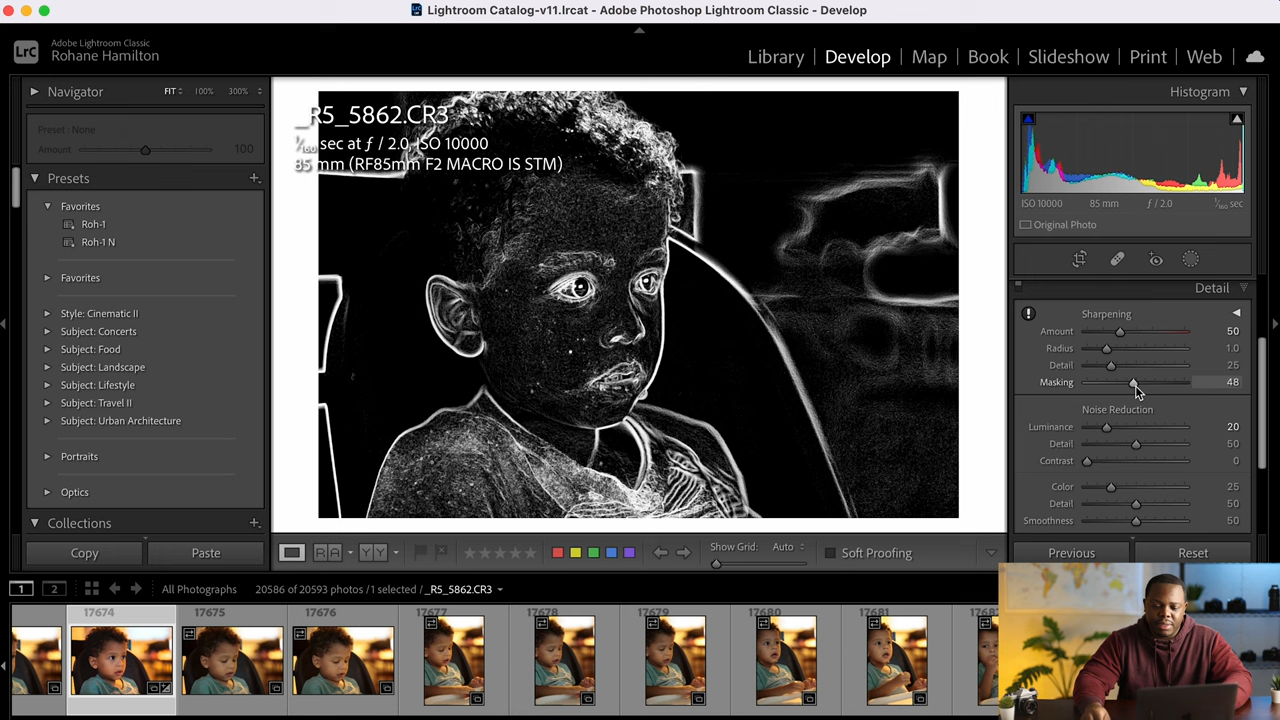 Lightroom Catalog-v11.lrcat - Adobe Photoshop Lightroom Classic - Develop
LrC
Adobe Lightroom Classic
Rohane Hamilton
Library | Develop | Map | Book | Slideshow | Print | Web
Navigator FIT 100% 300%
Preset: None
Amount 100
Presets +
Favorites
Roh-1
Roh-1 N
Favorites
Style: Cinematic II
Subject: Concerts
Subject: Food
Subject: Landscape
Subject: Lifestyle
Subject: Travel II
Subject: Urban Architecture
Portraits
Optics
Collections +
Copy Paste
_R5_5862.CR3
1/160 sec at ƒ / 2.0, ISO 10000
85 mm (RF85mm F2 MACRO IS STM)
Histogram
ISO 10000 85 mm ƒ / 2.0 1/160 sec
Original Photo
Detail
Sharpening
Amount 50
Radius 1.0
Detail 25
Masking 48
Noise Reduction
Luminance 20
Detail 50
Contrast 0
Color 25
Detail 50
Smoothness 50
Previous Reset
R A Y Y Show Grid: Auto Soft Proofing
1 2 All Photographs 20586 of 20593 photos / 1 selected / _R5_5862.CR3
17674 17675 17676 17677 17678 17679 17680 17681